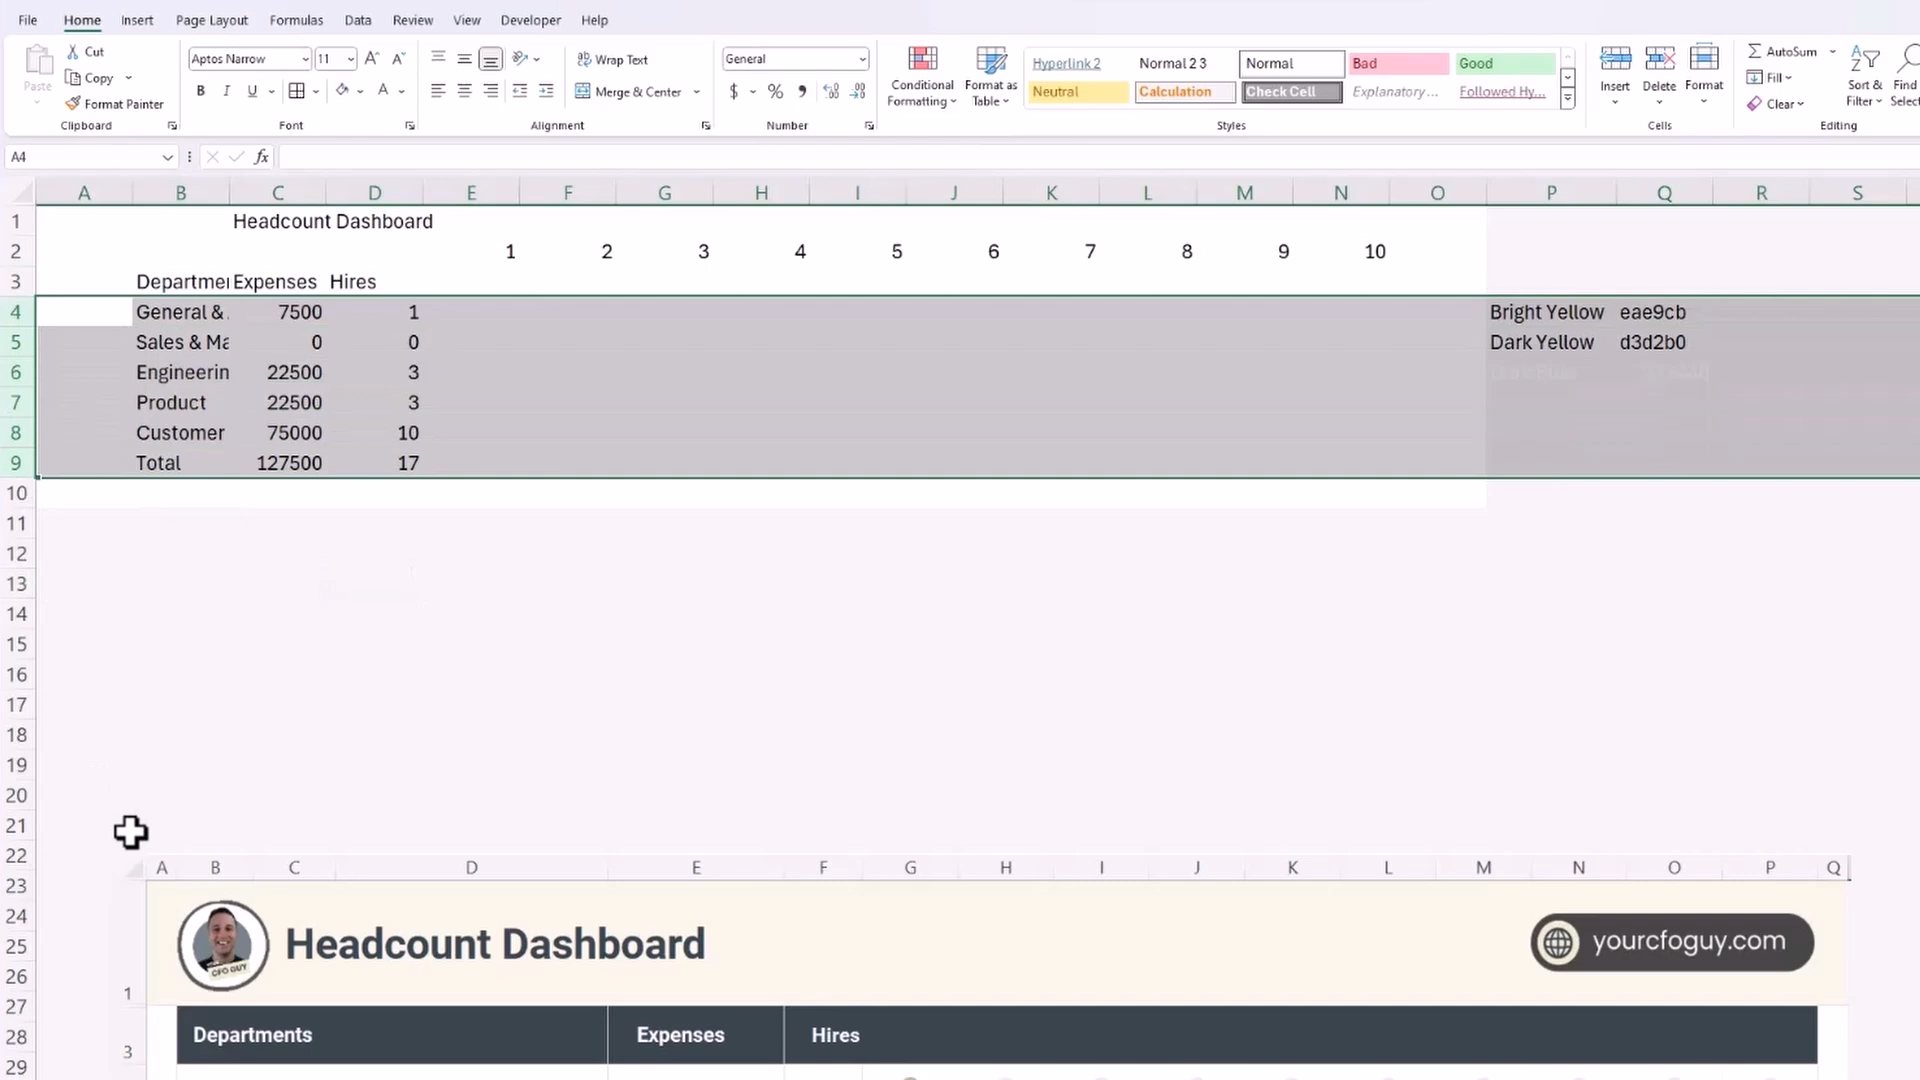 File Home Insert Page Layout Formulas Data Review View Developer Help
Cut Aptos Narrow 11 Wrap Text General Hyperlink 2 Normal 2 3 Normal Bad Good AutoSum
Paste Copy Conditional Formatting Format as Table Insert Delete Format Fill Sort & Filter Find
Format Painter B I U Merge & Center $ % Neutral Calculation Check Cell Explanatory... Followed Hy... Clear
Clipboard Font Alignment Number Styles Cells Editing
A4 fx
A B C D E F G H I J K L M N O P Q R S
1 Headcount Dashboard
2 1 2 3 4 5 6 7 8 9 10
3 Departmer Expenses Hires
4 General & 7500 1 Bright Yellow eae9cb
5 Sales & Ma 0 0 Dark Yellow d3d2b0
6 Engineerin 22500 3
7 Product 22500 3
8 Customer 75000 10
9 Total 127500 17
10
11
12
13
14
15
16
17
18
19
20
21
22
23 A B C D E F G H I J K L M N O P Q
24
25 CFO GUY Headcount Dashboard yourcfoguy.com
26
27 1
28 Departments Expenses Hires
29 3